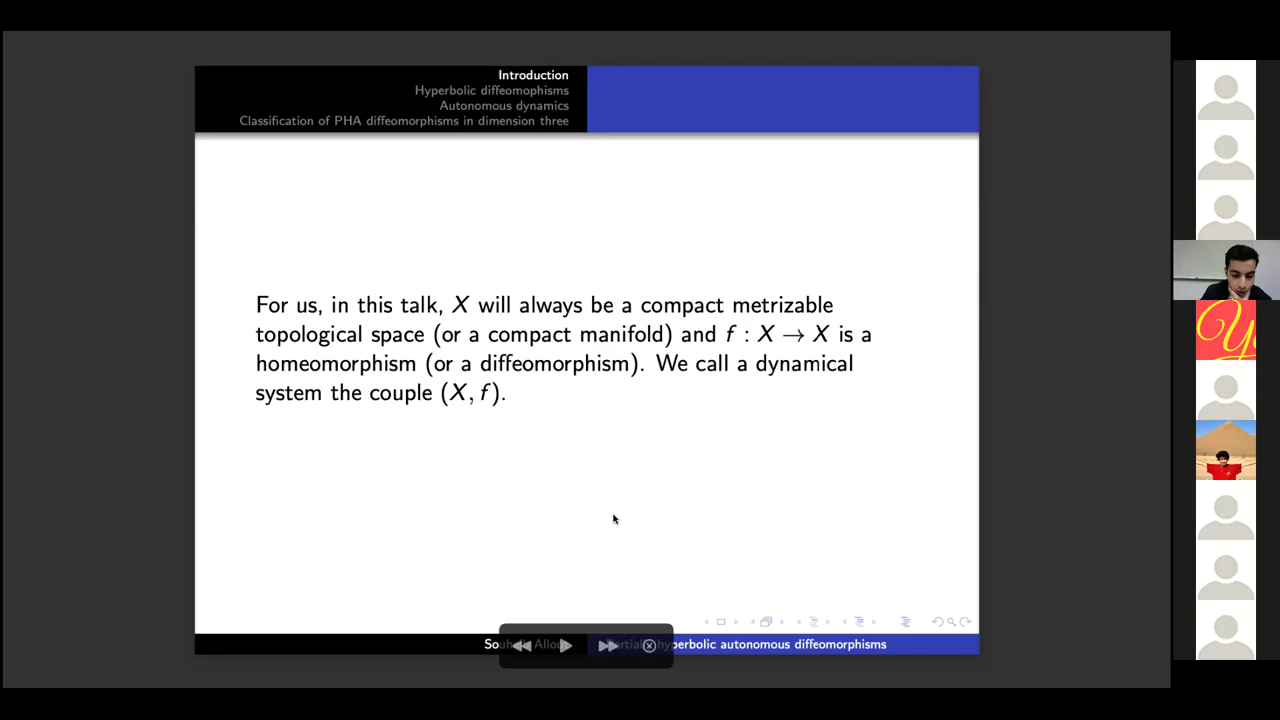 Introduction
Hyperbolic diffeomophisms
Autonomous dynamics
Classification of PHA diffeomorphisms in dimension three
For us, in this talk, X will always be a compact metrizable
topological space (or a compact manifold) and f : X → X is a
homeomorphism (or a diffeomorphism). We call a dynamical
system the couple (X, f).
hyperbolic autonomous diffeomorphisms